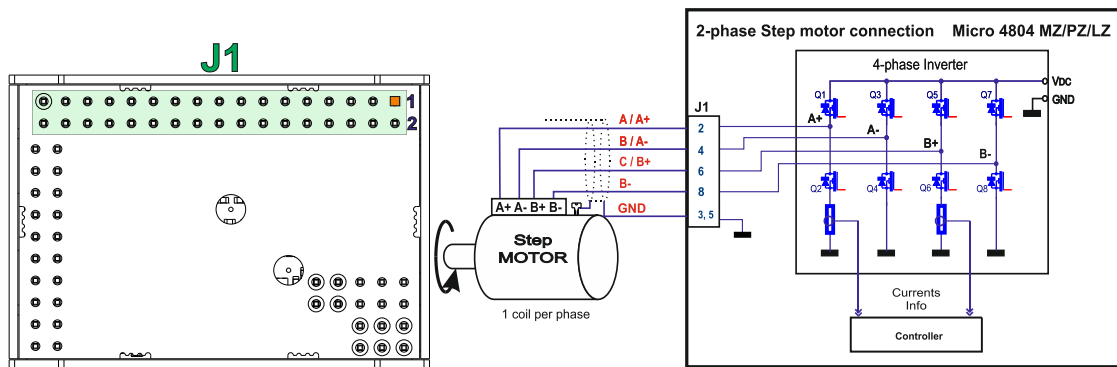 J1
1
2
A / A+
B / A-
C / B+
B-
GND
A+ A- B+ B-
Step
MOTOR
1 coil per phase
2-phase Step motor connection Micro 4804 MZ/PZ/LZ
4-phase Inverter
J1
2
4
6
8
3, 5
Q1
Q3
Q5
Q7
VDC
GND
A+
A-
B+
B-
Q2
Q4
Q6
Q8
Currents
Info
Controller